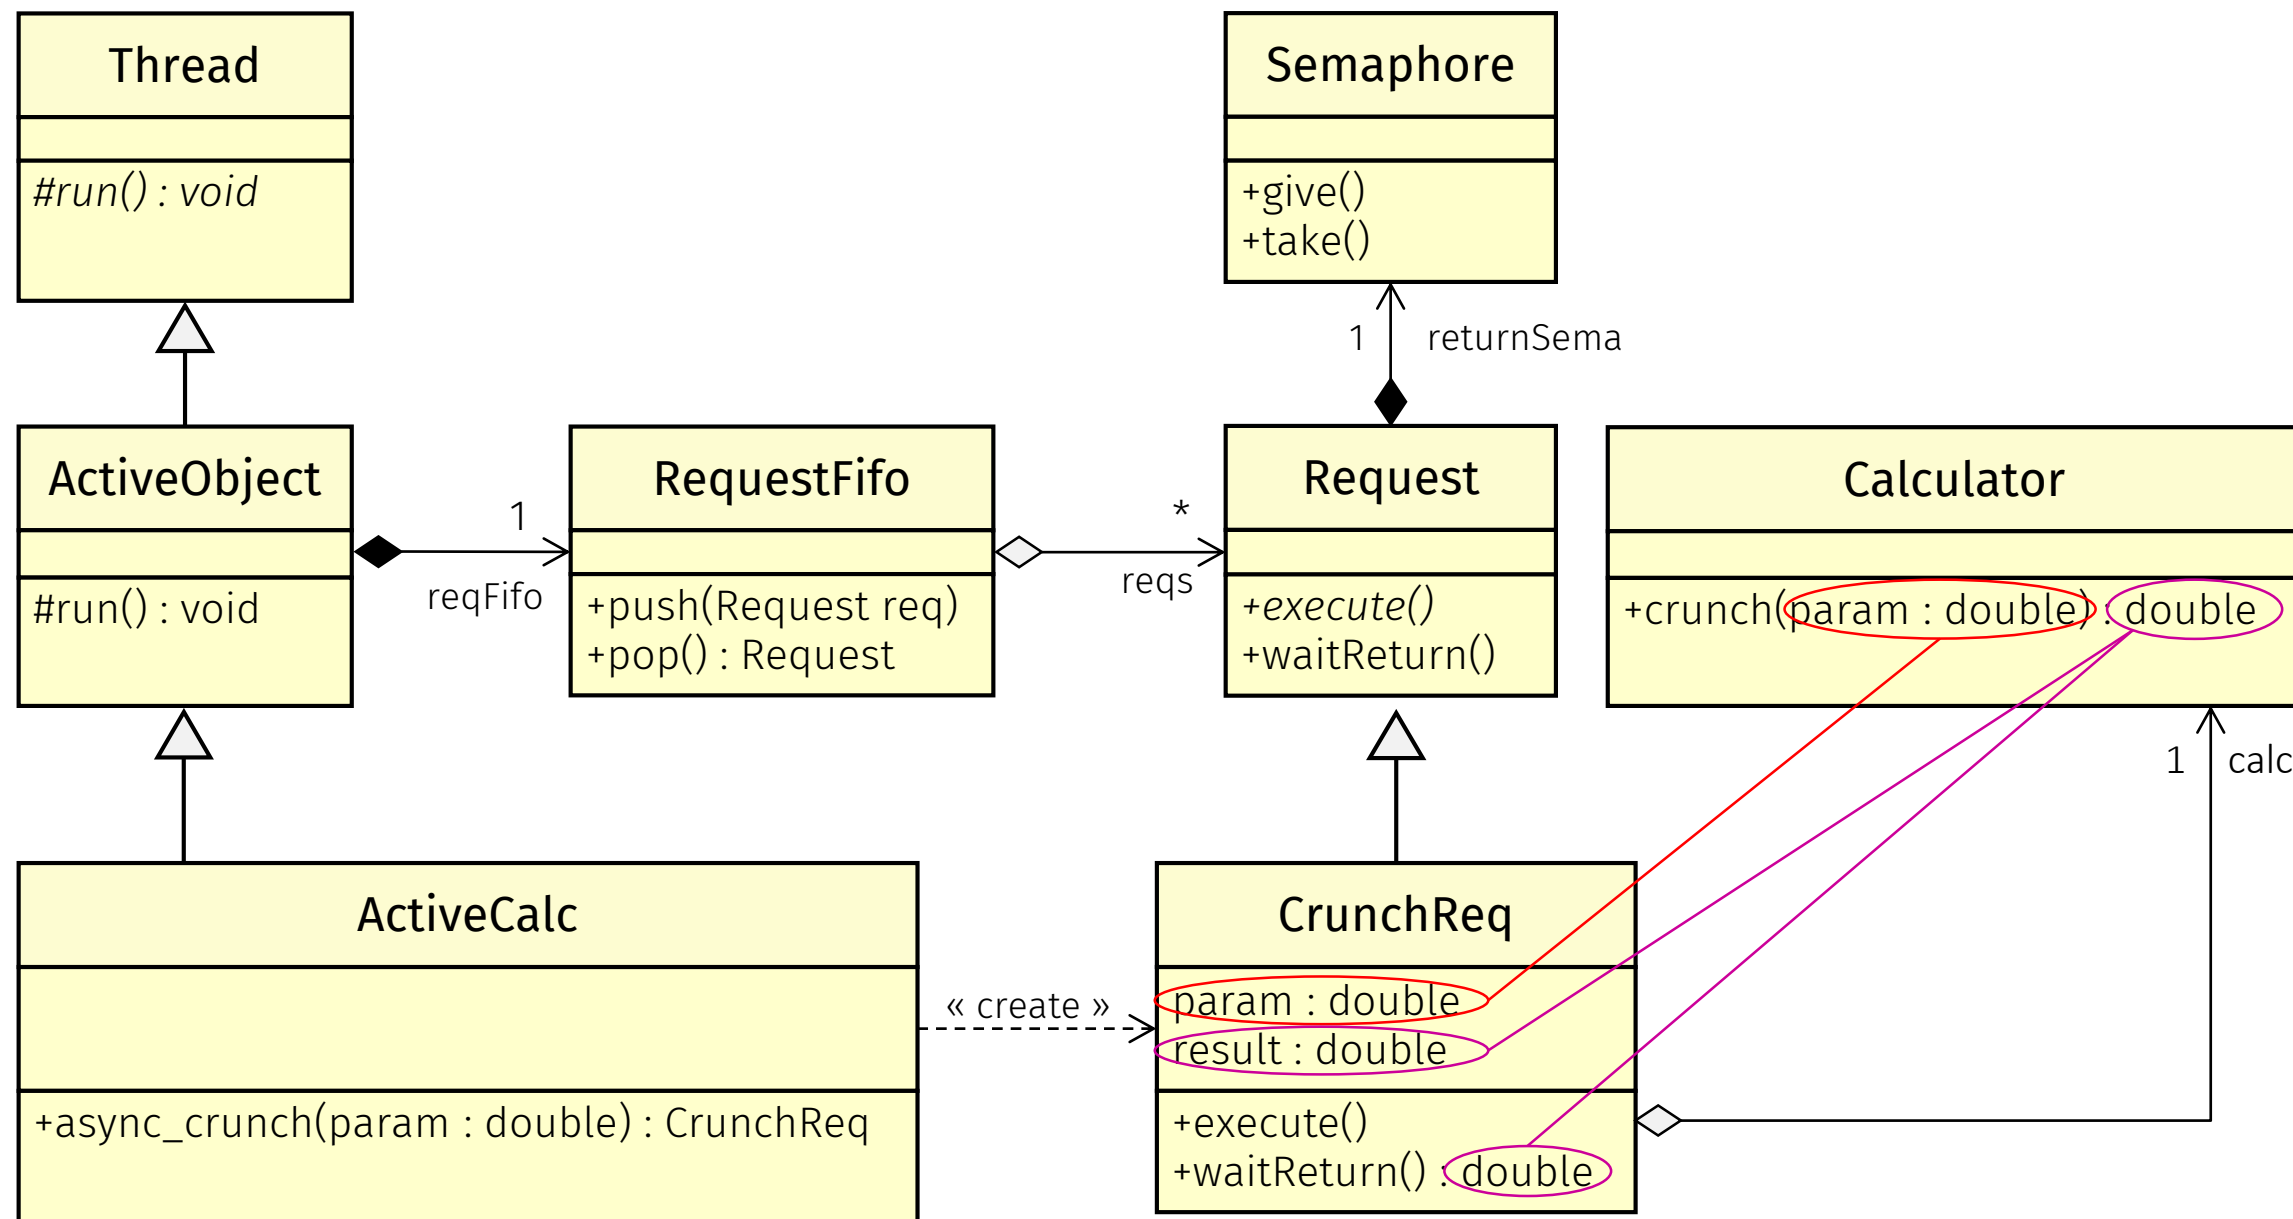 Thread
#run() : void
Semaphore
+give()
+take()
1
returnSema
ActiveObject
#run() : void
1
reqFifo
RequestFifo
+push(Request req)
+pop() : Request
*
reqs
Request
+execute()
+waitReturn()
Calculator
+crunch(param : double) : double
1
calc
ActiveCalc
+async_crunch(param : double) : CrunchReq
« create »
CrunchReq
param : double
result : double
+execute()
+waitReturn() : double